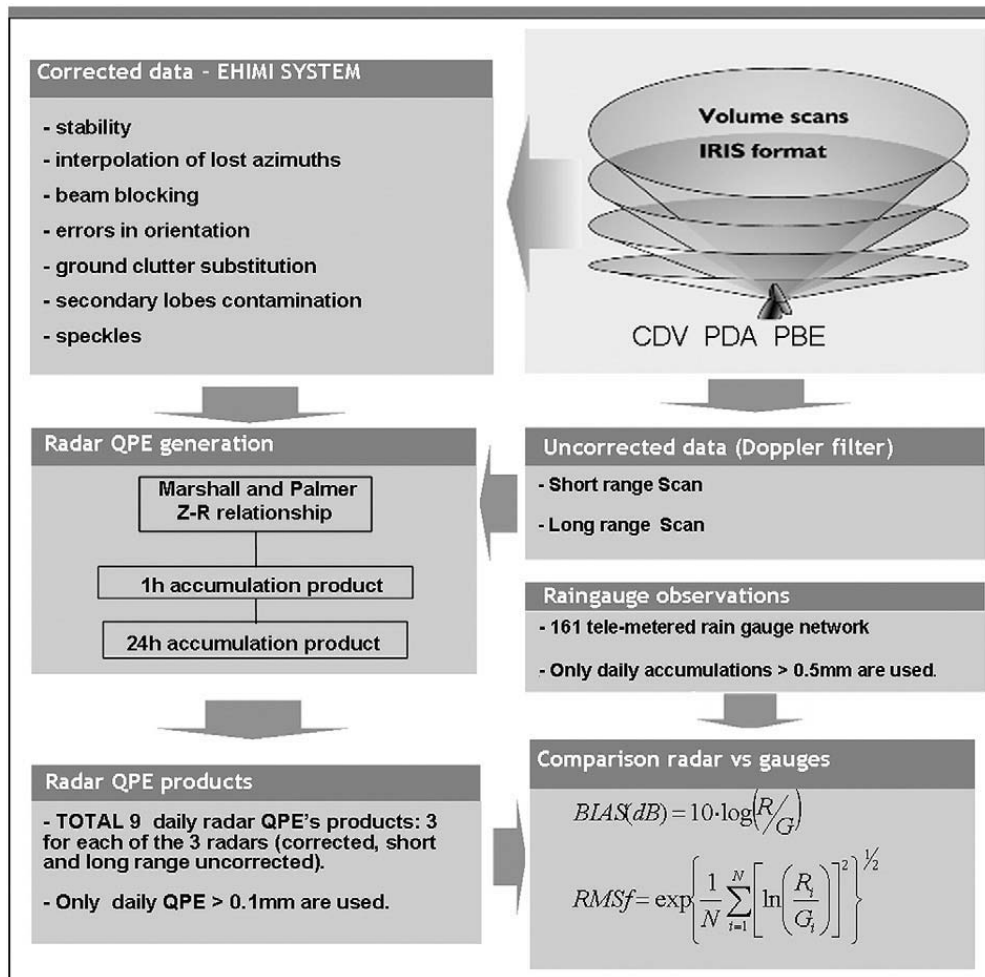 Corrected data - EHIMI SYSTEM
- stability
- interpolation of lost azimuths
- beam blocking
- errors in orientation
- ground clutter substitution
- secondary lobes contamination
- speckles
Volume scans
IRIS format
CDV PDA PBE
Radar QPE generation
Marshall and Palmer
Z-R relationship
1h accumulation product
24h accumulation product
Uncorrected data (Doppler filter)
- Short range Scan
- Long range Scan
Raingauge observations
- 161 tele-metered rain gauge network
- Only daily accumulations > 0.5mm are used.
Radar QPE products
- TOTAL 9 daily radar QPE's products: 3
for each of the 3 radars (corrected, short
and long range uncorrected).
- Only daily QPE > 0.1mm are used.
Comparison radar vs gauges
BIAS(dB) = 10·log(R/G)
RMSf = exp{1/N ∑_{i=1}^{N} [ln(R_i/G_i)]^2}^{1/2}